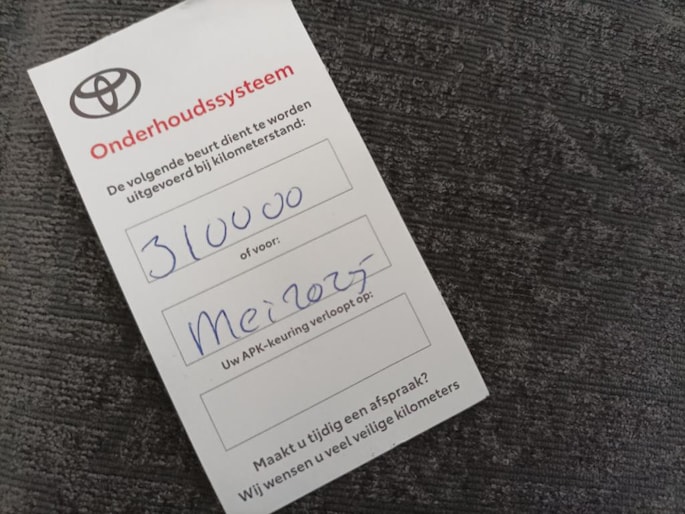 Onderhoudssysteem
De volgende beurt dient te worden
uitgevoerd bij kilometerstand:
310000
of voor:
Mei 2025
Uw APK-keuring verloopt op:
Maakt u tijdig een afspraak?
Wij wensen u veel veilige kilometers